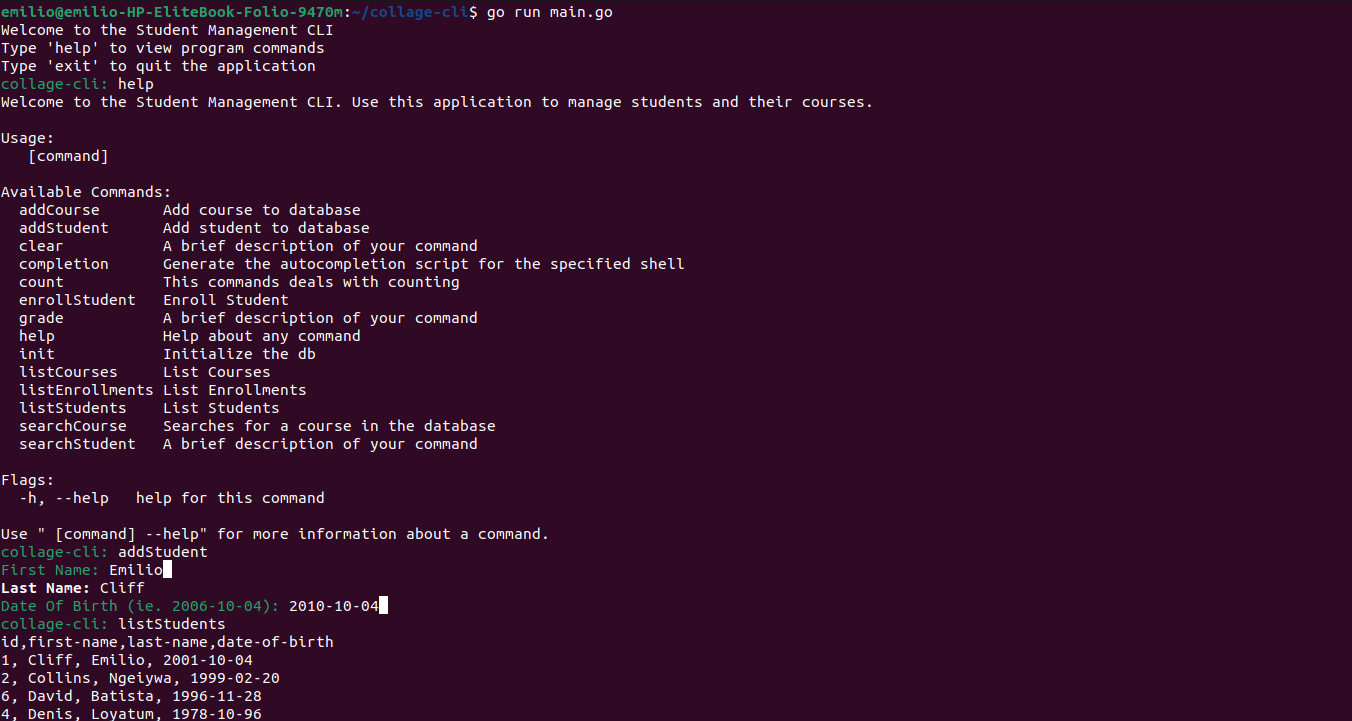 emilio@emilio-HP-EliteBook-Folio-9470m:~/collage-cli$ go run main.go
Welcome to the Student Management CLI
Type 'help' to view program commands
Type 'exit' to quit the application
collage-cli: help
Welcome to the Student Management CLI. Use this application to manage students and their courses.
Usage:
   [command]
Available Commands:
  addCourse       Add course to database
  addStudent      Add student to database
  clear           A brief description of your command
  completion      Generate the autocompletion script for the specified shell
  count           This commands deals with counting
  enrollStudent   Enroll Student
  grade           A brief description of your command
  help            Help about any command
  init            Initialize the db
  listCourses     List Courses
  listEnrollments List Enrollments
  listStudents    List Students
  searchCourse    Searches for a course in the database
  searchStudent   A brief description of your command
Flags:
  -h, --help   help for this command
Use " [command] --help" for more information about a command.
collage-cli: addStudent
First Name: Emilio
Last Name: Cliff
Date Of Birth (ie. 2006-10-04): 2010-10-04
collage-cli: listStudents
id,first-name,last-name,date-of-birth
1, Cliff, Emilio, 2001-10-04
2, Collins, Ngeiywa, 1999-02-20
6, David, Batista, 1996-11-28
4, Denis, Loyatum, 1978-10-96